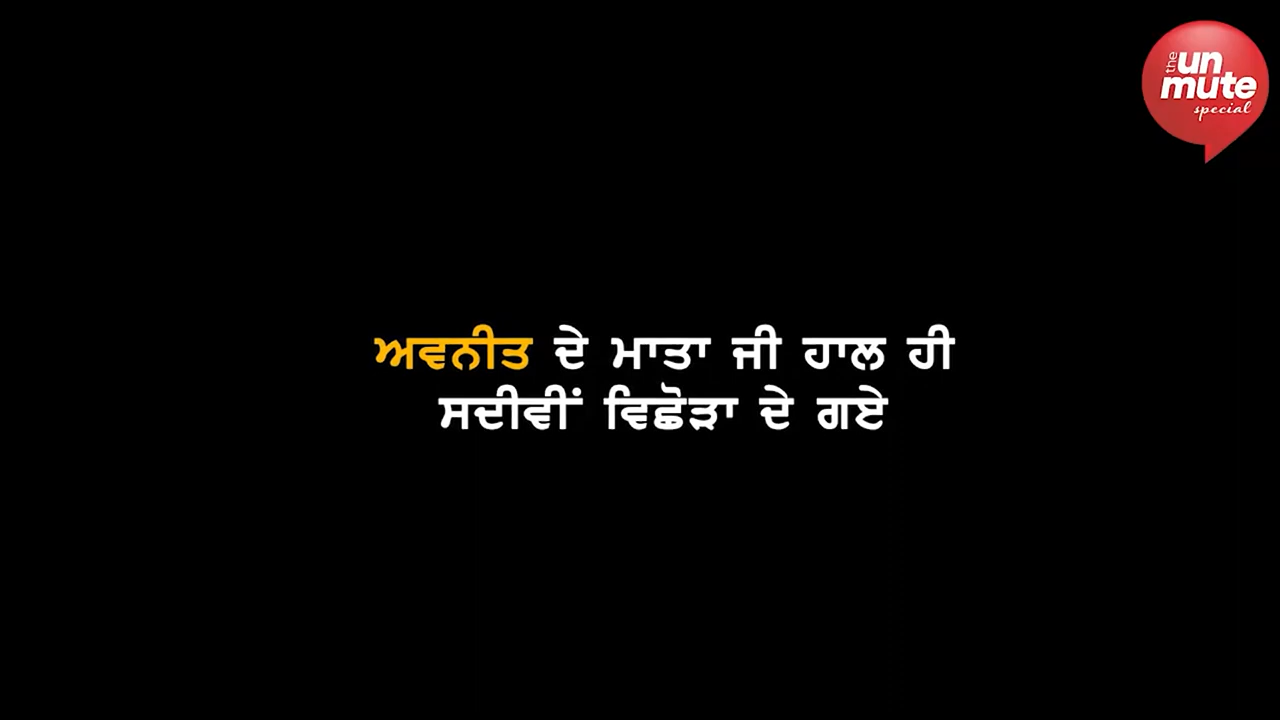 the
un
mute
special
ਅਵਨੀਤ ਦੇ ਮਾਤਾ ਜੀ ਹਾਲ ਹੀ
ਸਦੀਵੀਂ ਵਿਛੋੜਾ ਦੇ ਗਏ